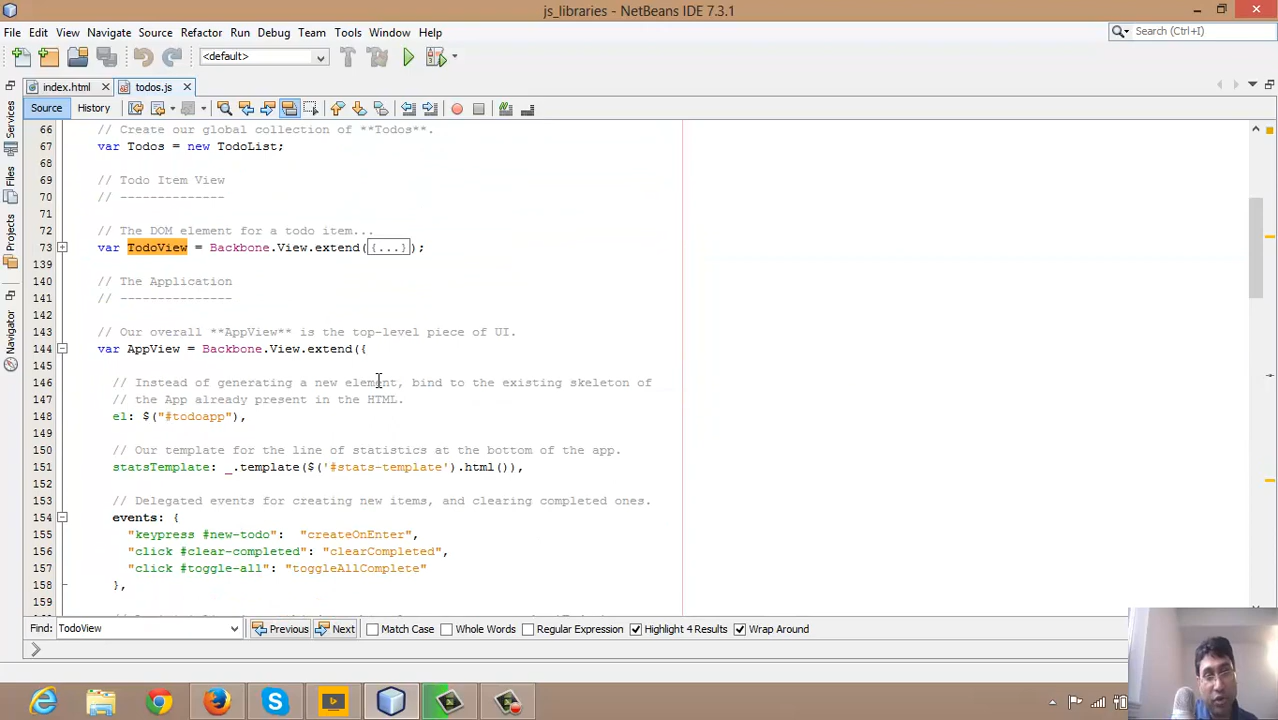 js_libraries - NetBeans IDE 7.3.1
File Edit View Navigate Source Refactor Run Debug Team Tools Window Help
Search (Ctrl+I)
<default>
index.html
todos.js
Source History
Services
Files
Projects
Navigator
66 // Create our global collection of **Todos**.
67 var Todos = new TodoList;
68
69 // Todo Item View
70 // --------------
71
72 // The DOM element for a todo item...
73 var TodoView = Backbone.View.extend({...});
139
140 // The Application
141 // ---------------
142
143 // Our overall **AppView** is the top-level piece of UI.
144 var AppView = Backbone.View.extend({
145
146 // Instead of generating a new element, bind to the existing skeleton of
147 // the App already present in the HTML.
148 el: $("#todoapp"),
149
150 // Our template for the line of statistics at the bottom of the app.
151 statsTemplate: _.template($('#stats-template').html()),
152
153 // Delegated events for creating new items, and clearing completed ones.
154 events: {
155 "keypress #new-todo": "createOnEnter",
156 "click #clear-completed": "clearCompleted",
157 "click #toggle-all": "toggleAllComplete"
158 },
159
Find: TodoView Previous Next Match Case Whole Words Regular Expression Highlight 4 Results Wrap Around